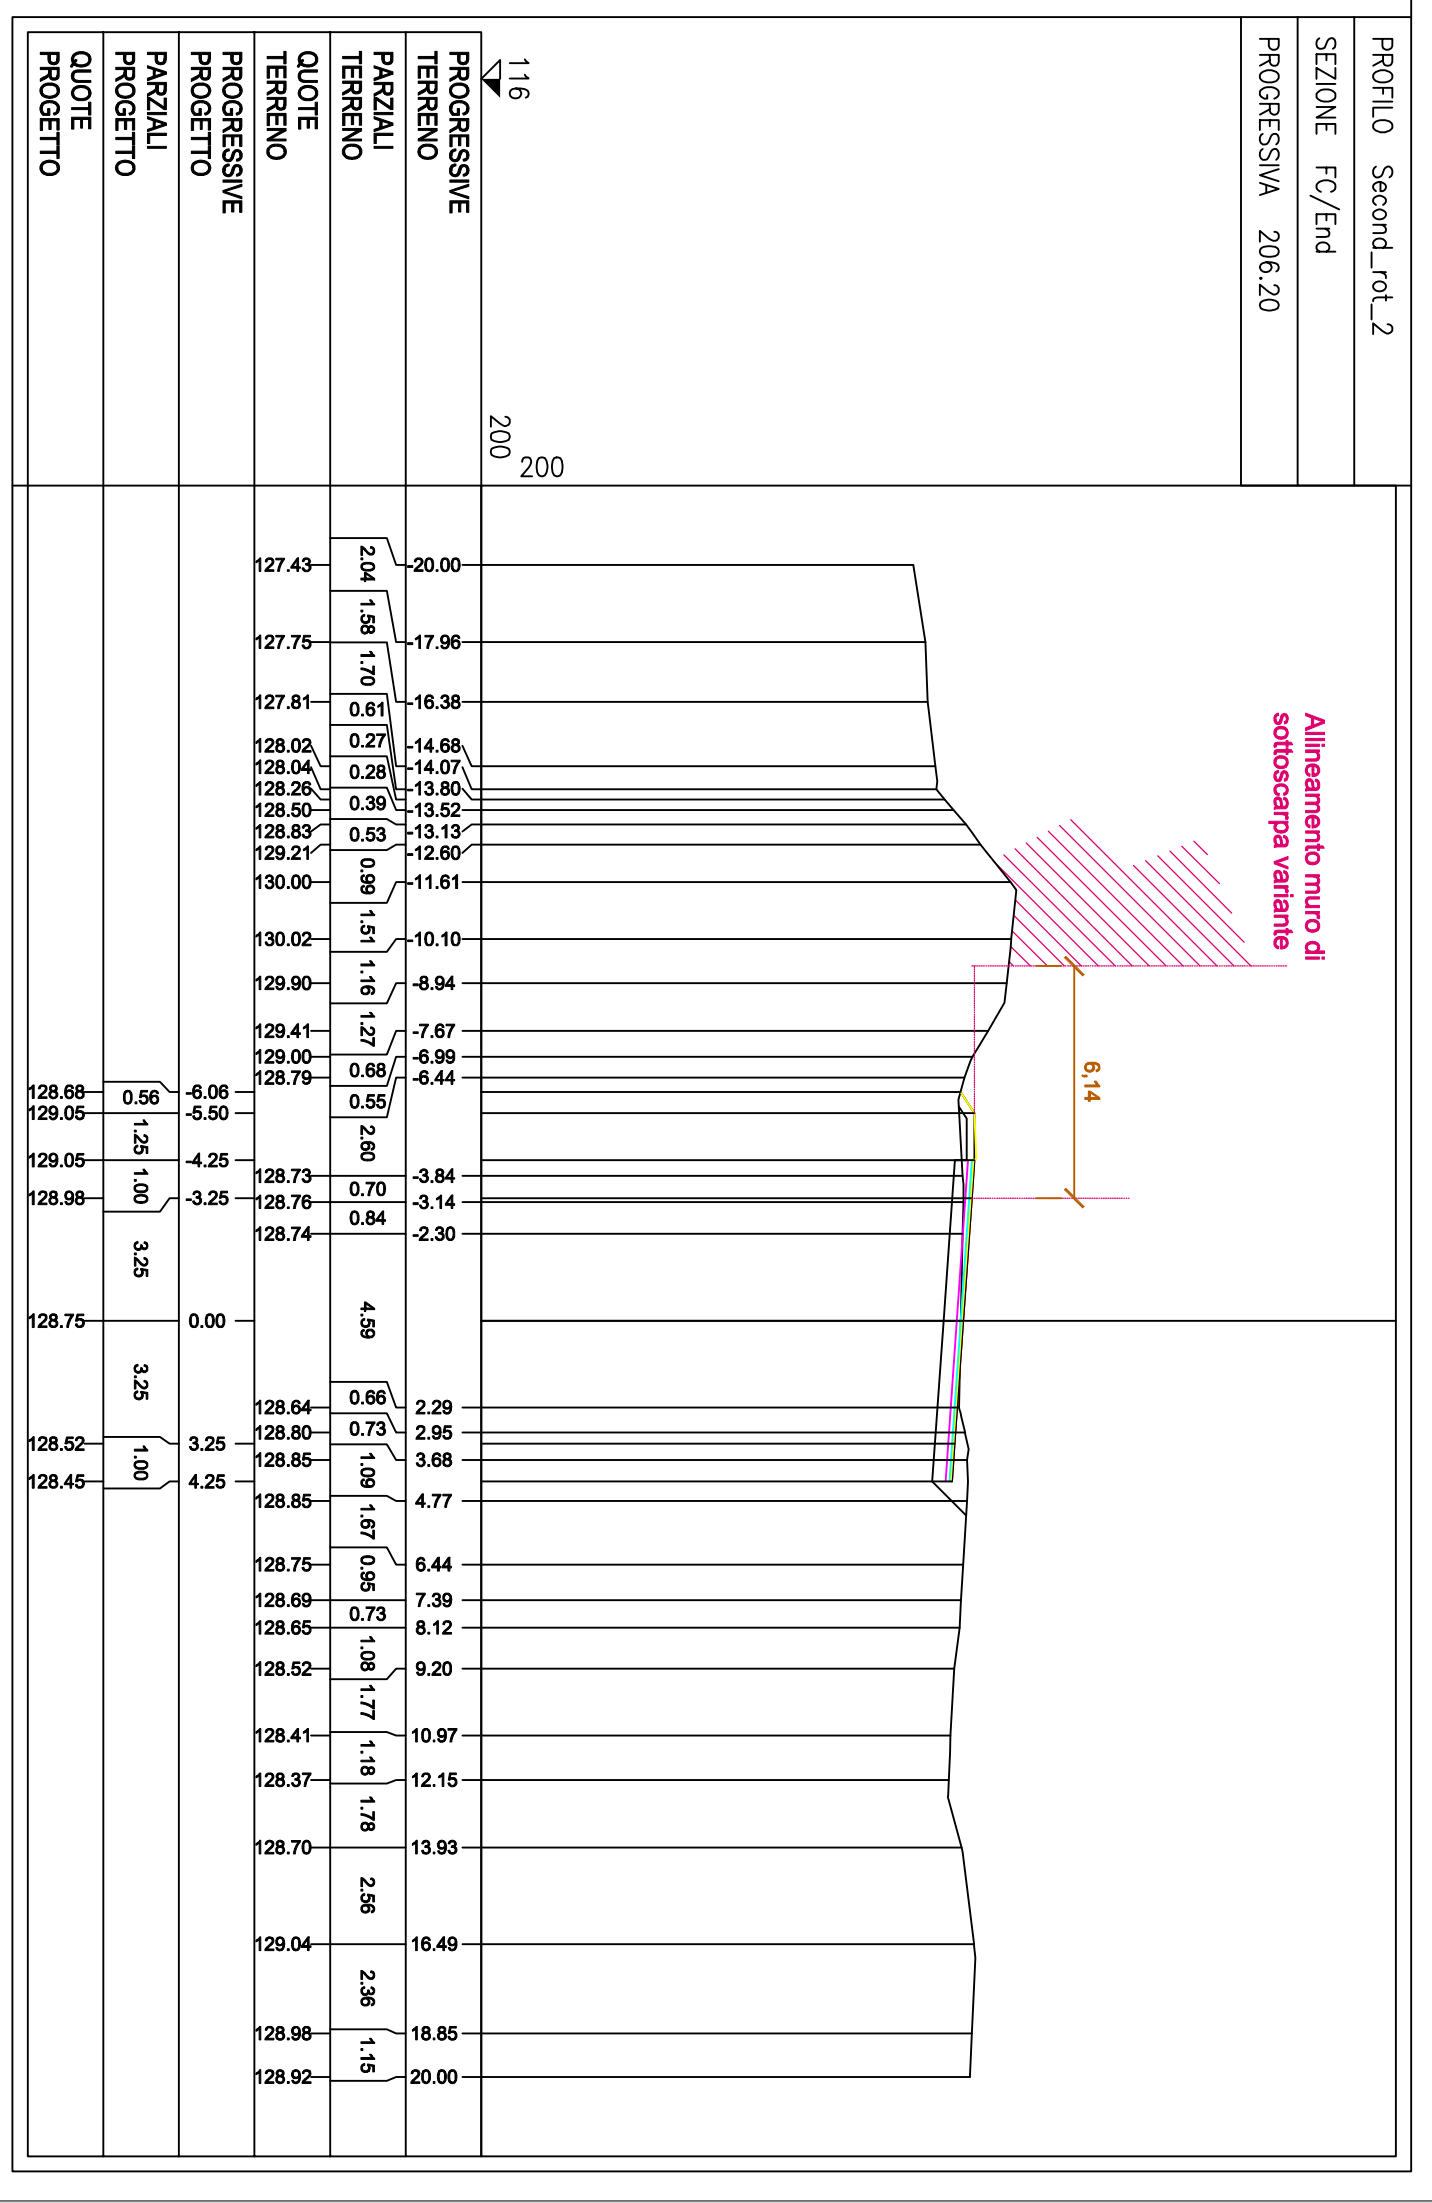 PROFILO Second_rot_2
SEZIONE FC/End
PROGRESSIVA 206.20
Allineamento muro di
sottoscarpa variante
6,14
116
200
200
PROGRESSIVE
TERRENO
-20.00 -17.96 -16.38 -14.68 -14.07 -13.80 -13.52 -13.13 -12.60 -11.61 -10.10 -8.94 -7.67 -6.99 -6.44 -3.84 -3.14 -2.30 2.29 2.95 3.68 4.77 6.44 7.39 8.12 9.20 10.97 12.15 13.93 16.49 18.85 20.00
PARZIALI
TERRENO
2.04 1.58 1.70 0.61 0.27 0.28 0.39 0.53 0.99 1.51 1.16 1.27 0.68 0.55 2.60 0.70 0.84 4.59 0.66 0.73 1.09 1.67 0.95 0.73 1.08 1.77 1.18 1.78 2.56 2.36 1.15
QUOTE
TERRENO
127.43 127.75 127.81 128.02 128.04 128.26 128.50 128.83 129.21 130.00 130.02 129.90 129.41 129.00 128.79 128.73 128.76 128.74 128.64 128.80 128.85 128.85 128.75 128.69 128.65 128.52 128.41 128.37 128.70 129.04 128.98 128.92
PROGRESSIVE
PROGETTO
-6.06 -5.50 -4.25 -3.25 0.00 3.25 4.25
PARZIALI
PROGETTO
0.56 1.25 1.00 3.25 3.25 1.00
QUOTE
PROGETTO
128.68 129.05 129.05 128.98 128.75 128.52 128.45